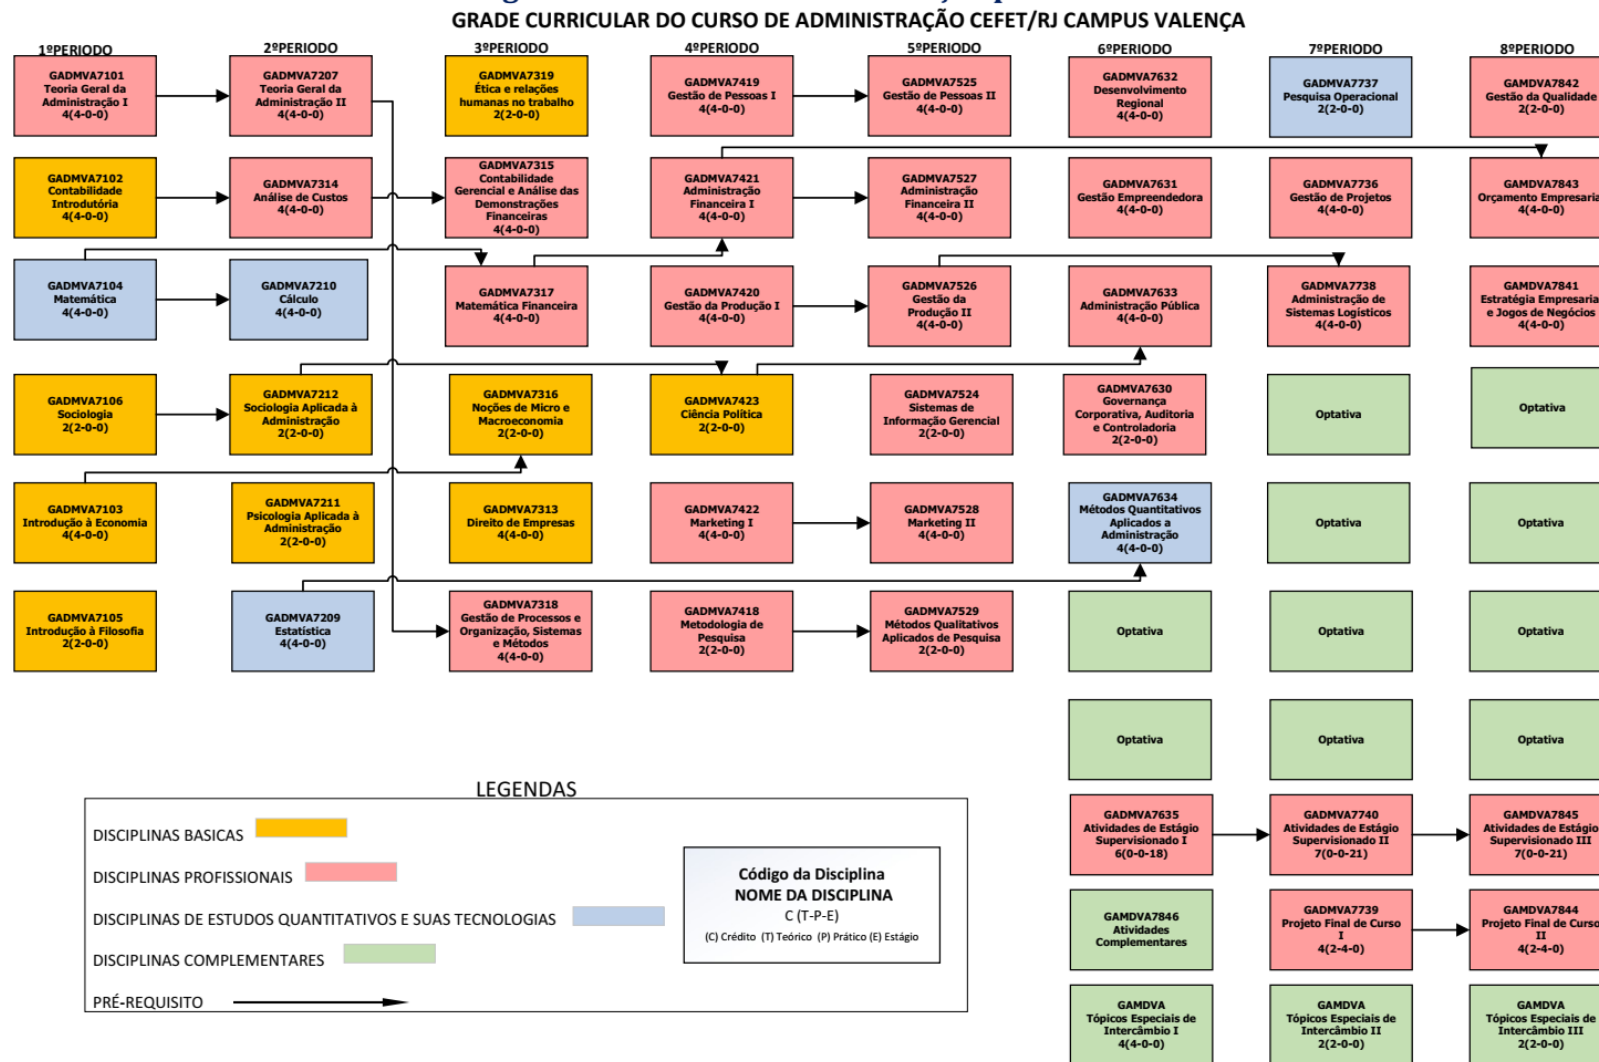 GRADE CURRICULAR DO CURSO DE ADMINISTRAÇÃO CEFET/RJ CAMPUS VALENÇA
1ºPERIODO
2ºPERIODO
3ºPERIODO
4ºPERIODO
5ºPERIODO
6ºPERIODO
7ºPERIODO
8ºPERIODO
GADMVA7101
Teoria Geral da
Administração I
4(4-0-0)
GADMVA7207
Teoria Geral da
Administração II
4(4-0-0)
GADMVA7319
Ética e relações
humanas no trabalho
2(2-0-0)
GADMVA7419
Gestão de Pessoas I
4(4-0-0)
GADMVA7525
Gestão de Pessoas II
4(4-0-0)
GADMVA7632
Desenvolvimento
Regional
4(4-0-0)
GADMVA7737
Pesquisa Operacional
2(2-0-0)
GAMDVA7842
Gestão da Qualidade
2(2-0-0)
GADMVA7102
Contabilidade
Introdutória
4(4-0-0)
GADMVA7314
Análise de Custos
4(4-0-0)
GADMVA7315
Contabilidade
Gerencial e Análise das
Demonstrações
Financeiras
4(4-0-0)
GADMVA7421
Administração
Financeira I
4(4-0-0)
GADMVA7527
Administração
Financeira II
4(4-0-0)
GADMVA7631
Gestão Empreendedora
4(4-0-0)
GADMVA7736
Gestão de Projetos
4(4-0-0)
GAMDVA7843
Orçamento Empresaria
4(4-0-0)
GADMVA7104
Matemática
4(4-0-0)
GADMVA7210
Cálculo
4(4-0-0)
GADMVA7317
Matemática Financeira
4(4-0-0)
GADMVA7420
Gestão da Produção I
4(4-0-0)
GADMVA7526
Gestão da
Produção II
4(4-0-0)
GADMVA7633
Administração Pública
4(4-0-0)
GADMVA7738
Administração de
Sistemas Logísticos
4(4-0-0)
GAMDVA7841
Estratégia Empresaria
e Jogos de Negócios
4(4-0-0)
GADMVA7106
Sociologia
2(2-0-0)
GADMVA7212
Sociologia Aplicada à
Administração
2(2-0-0)
GADMVA7316
Noções de Micro e
Macroeconomia
2(2-0-0)
GADMVA7423
Ciência Política
2(2-0-0)
GADMVA7524
Sistemas de
Informação Gerencial
2(2-0-0)
GADMVA7630
Governança
Corporativa, Auditoria
e Controladoria
2(2-0-0)
Optativa
Optativa
GADMVA7103
Introdução à Economia
4(4-0-0)
GADMVA7211
Psicologia Aplicada à
Administração
2(2-0-0)
GADMVA7313
Direito de Empresas
4(4-0-0)
GADMVA7422
Marketing I
4(4-0-0)
GADMVA7528
Marketing II
4(4-0-0)
GADMVA7634
Métodos Quantitativos
Aplicados a
Administração
4(4-0-0)
Optativa
Optativa
GADMVA7105
Introdução à Filosofia
2(2-0-0)
GADMVA7209
Estatística
4(4-0-0)
GADMVA7318
Gestão de Processos e
Organização, Sistemas
e Métodos
4(4-0-0)
GADMVA7418
Metodologia de
Pesquisa
2(2-0-0)
GADMVA7529
Métodos Qualitativos
Aplicados de Pesquisa
2(2-0-0)
Optativa
Optativa
Optativa
Optativa
Optativa
Optativa
GADMVA7635
Atividades de Estágio
Supervisionado I
6(0-0-18)
GADMVA7740
Atividades de Estágio
Supervisionado II
7(0-0-21)
GAMDVA7845
Atividades de Estágio
Supervisionado III
7(0-0-21)
GAMDVA7846
Atividades
Complementares
GADMVA7739
Projeto Final de Curso
I
4(2-4-0)
GAMDVA7844
Projeto Final de Curso
II
4(2-4-0)
GAMDVA
Tópicos Especiais de
Intercâmbio I
4(4-0-0)
GAMDVA
Tópicos Especiais de
Intercâmbio II
2(2-0-0)
GAMDVA
Tópicos Especiais de
Intercâmbio III
2(2-0-0)
LEGENDAS
DISCIPLINAS BASICAS
DISCIPLINAS PROFISSIONAIS
DISCIPLINAS DE ESTUDOS QUANTITATIVOS E SUAS TECNOLOGIAS
DISCIPLINAS COMPLEMENTARES
PRÉ-REQUISITO
Código da Disciplina
NOME DA DISCIPLINA
C (T-P-E)
(C) Crédito (T) Teórico (P) Prático (E) Estágio